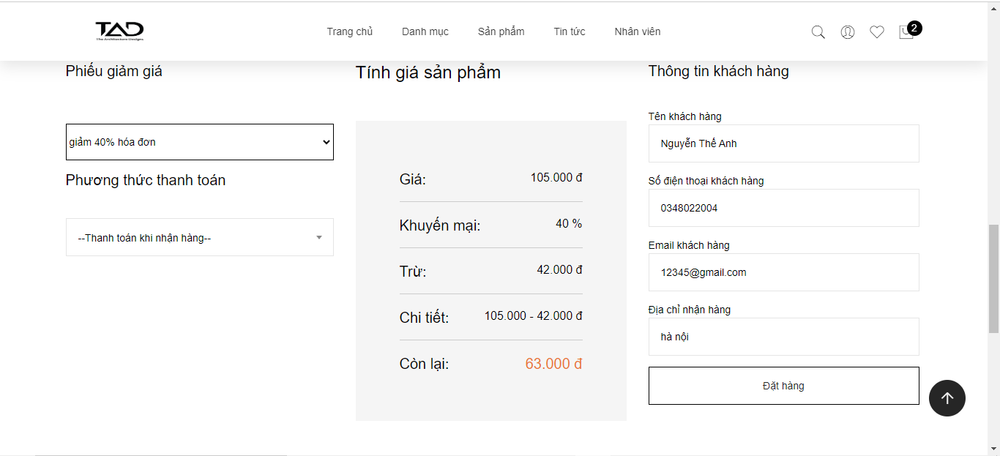 TAD
The Architecture Designs
Trang chủ
Danh mục
Sản phẩm
Tin tức
Nhân viên
2
Phiếu giảm giá
giảm 40% hóa đơn
Phương thức thanh toán
--Thanh toán khi nhận hàng--
Tính giá sản phẩm
Giá: 105.000 đ
Khuyến mại: 40 %
Trừ: 42.000 đ
Chi tiết: 105.000 - 42.000 đ
Còn lại: 63.000 đ
Thông tin khách hàng
Tên khách hàng
Nguyễn Thế Anh
Số điện thoại khách hàng
0348022004
Email khách hàng
12345@gmail.com
Địa chỉ nhận hàng
hà nội
Đặt hàng